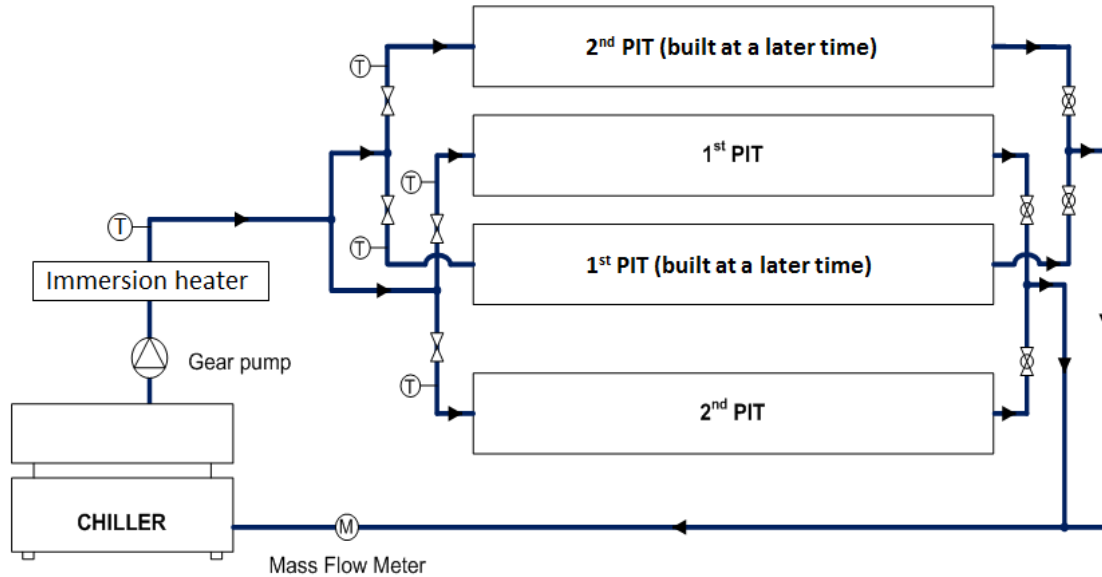 2nd PIT (built at a later time)
T
1st PIT
T
T
Immersion heater
T
1st PIT (built at a later time)
Gear pump
T
2nd PIT
CHILLER
M
Mass Flow Meter